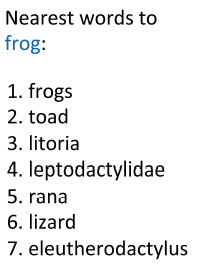 Nearest words to
frog:
1. frogs
2. toad
3. litoria
4. leptodactylidae
5. rana
6. lizard
7. eleutherodactylus